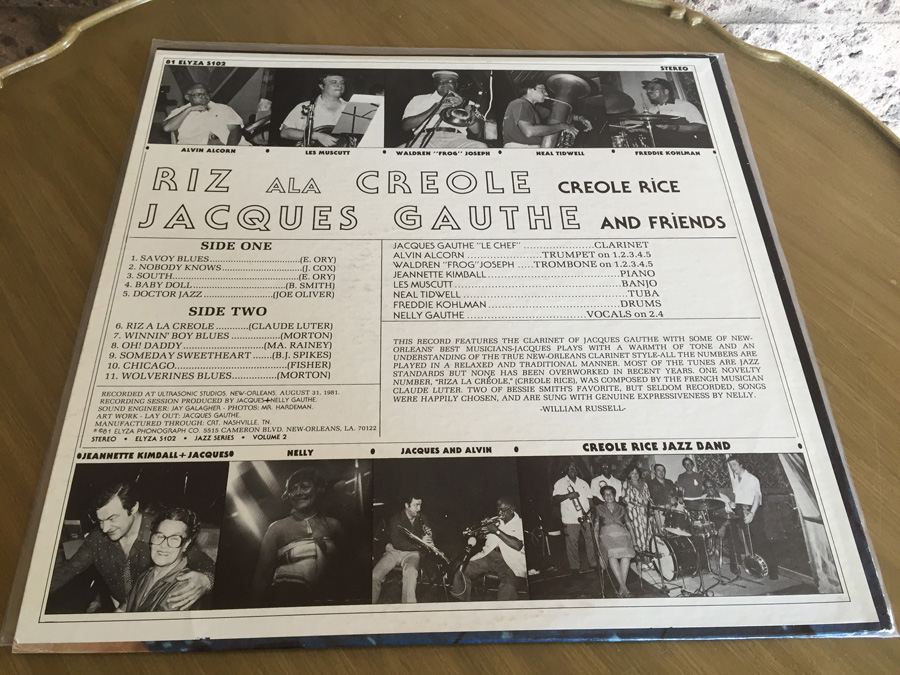 81 ELYZA 5102 STEREO
ALVIN ALCORN • LES MUSCUTT • WALDREN "FROG" JOSEPH • NEAL TIDWELL • FREDDIE KOHLMAN
RIZ ALA CREOLE CREOLE RiCE
JACQUES GAUTHE AND FRiENDS
SIDE ONE
1. SAVOY BLUES..............................(E. ORY)
2. NOBODY KNOWS......................(J. COX)
3. SOUTH.......................................(E. ORY)
4. BABY DOLL............................(B. SMITH)
5. DOCTOR JAZZ..................(JOE OLIVER)
SIDE TWO
6. RIZ A LA CREOLE ...........(CLAUDE LUTER)
7. WINNIN' BOY BLUES ..............(MORTON)
8. OH! DADDY......................(MA. RAINEY)
9. SOMEDAY SWEETHEART ......(B.J. SPIKES)
10. CHICAGO.............................(FISHER)
11. WOLVERINES BLUES..............(MORTON)
RECORDED AT ULTRASONIC STUDIOS, NEW-ORLEANS. AUGUST 31, 1981.
RECORDING SESSION PRODUCED BY JACQUES+NELLY GAUTHE.
SOUND ENGINEER: JAY GALAGHER - PHOTOS: MR. HARDEMAN.
ART WORK - LAY OUT: JACQUES GAUTHE.
MANUFACTURED THROUGH: CRT, NASHVILLE, TN.
℗©81 ELYZA PHONOGRAPH CO. 5515 CAMERON BLVD. NEW-ORLEANS, LA. 70122
STEREO • ELYZA 5102 • JAZZ SERIES • VOLUME 2
JACQUES GAUTHE "LE CHEF" .....................CLARINET
ALVIN ALCORN ............................TRUMPET on 1.2.3.4.5
WALDREN "FROG"JOSEPH .....TROMBONE on 1.2.3.4.5
JEANNETTE KIMBALL.......................................PIANO
LES MUSCUTT ................................................BANJO
NEAL TIDWELL ................................................TUBA
FREDDIE KOHLMAN .......................................DRUMS
NELLY GAUTHE...................................VOCALS on 2.4
THIS RECORD FEATURES THE CLARINET OF JACQUES GAUTHE WITH SOME OF NEW-
ORLEANS' BEST MUSICIANS-JACQUES PLAYS WITH A WARMTH OF TONE AND AN
UNDERSTANDING OF THE TRUE NEW-ORLEANS CLARINET STYLE-ALL THE NUMBERS ARE
PLAYED IN A RELAXED AND TRADITIONAL MANNER. MOST OF THE TUNES ARE JAZZ
STANDARDS BUT NONE HAS BEEN OVERWORKED IN RECENT YEARS. ONE NOVELTY
NUMBER, "RIZA LA CRÉOLE," (CREOLE RICE), WAS COMPOSED BY THE FRENCH MUSICIAN
CLAUDE LUTER. TWO OF BESSIE SMITH'S FAVORITE, BUT SELDOM RECORDED, SONGS
WERE HAPPILY CHOSEN, AND ARE SUNG WITH GENUINE EXPRESSIVENESS BY NELLY.
-WILLIAM RUSSELL-
JEANNETTE KIMBALL+JACQUES • NELLY • JACQUES AND ALVIN • CREOLE RICE JAZZ BAND